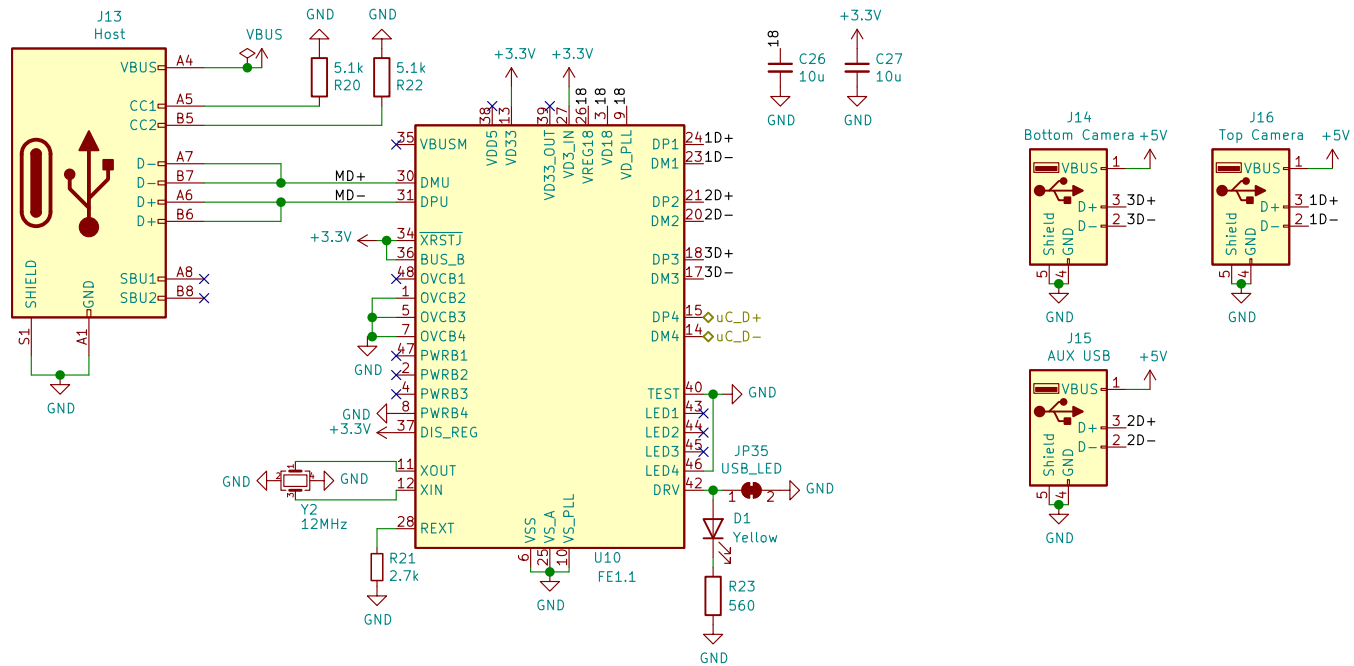 J13
Host
VBUS
A4
CC1
A5
CC2
B5
D-
A7
D-
B7
D+
A6
D+
B6
SBU1
A8
SBU2
B8
SHIELD
GND
S1
A1
GND
VBUS
GND
GND
5.1k
R20
5.1k
R22
MD+
MD-
+3.3V
+3.3V
38
13
39
27
26
3
9
18
18
18
VDD5
VD33
VD33_OUT
VD3_IN
VREG18
VD18
VD_PLL
35
VBUSM
30
DMU
31
DPU
+3.3V
34
XRSTJ
36
BUS_B
48
OVCB1
1
OVCB2
5
OVCB3
7
OVCB4
GND
47
PWRB1
2
PWRB2
4
PWRB3
GND
8
PWRB4
+3.3V
37
DIS_REG
11
XOUT
12
XIN
28
REXT
GND
1
2
4
3
GND
Y2
12MHz
R21
2.7k
GND
VSS
VS_A
VS_PLL
6
25
10
GND
U10
FE1.1
DP1
24
1D+
DM1
23
1D-
DP2
21
2D+
DM2
20
2D-
DP3
18
3D+
DM3
17
3D-
DP4
15
uC_D+
DM4
14
uC_D-
TEST
40
GND
LED1
43
LED2
44
LED3
45
LED4
46
DRV
42
JP35
USB_LED
1
2
GND
D1
Yellow
R23
560
GND
18
C26
10u
GND
+3.3V
C27
10u
GND
J14
Bottom Camera
+5V
VBUS
1
D+
3
3D+
D-
2
3D-
Shield
GND
5
4
GND
J16
Top Camera
+5V
VBUS
1
D+
3
1D+
D-
2
1D-
Shield
GND
5
4
GND
J15
AUX USB
+5V
VBUS
1
D+
3
2D+
D-
2
2D-
Shield
GND
5
4
GND